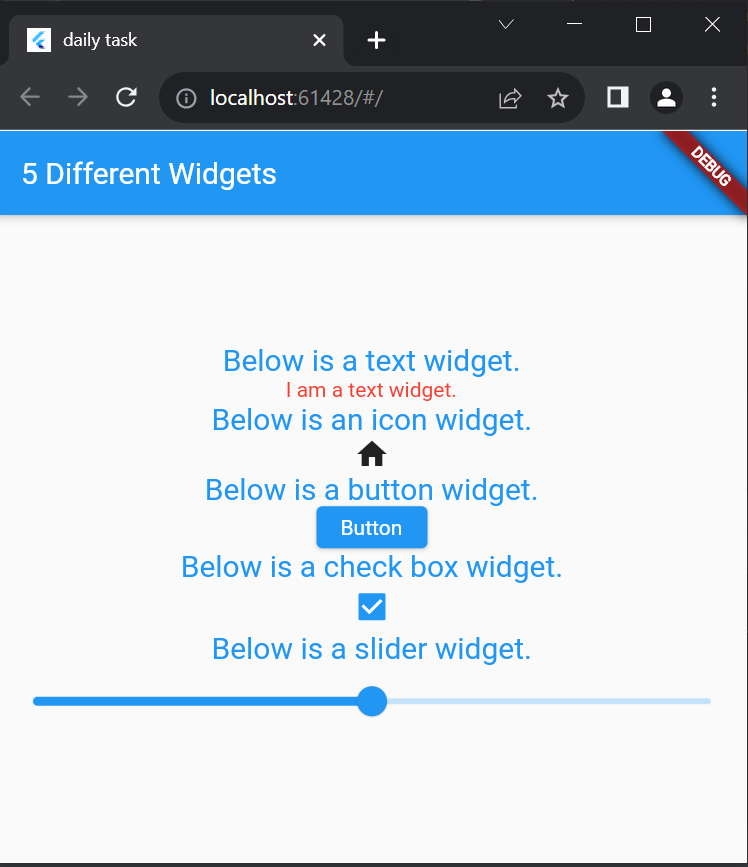 daily task
localhost:61428/#/
5 Different Widgets
DEBUG
Below is a text widget.
I am a text widget.
Below is an icon widget.
Below is a button widget.
Button
Below is a check box widget.
Below is a slider widget.